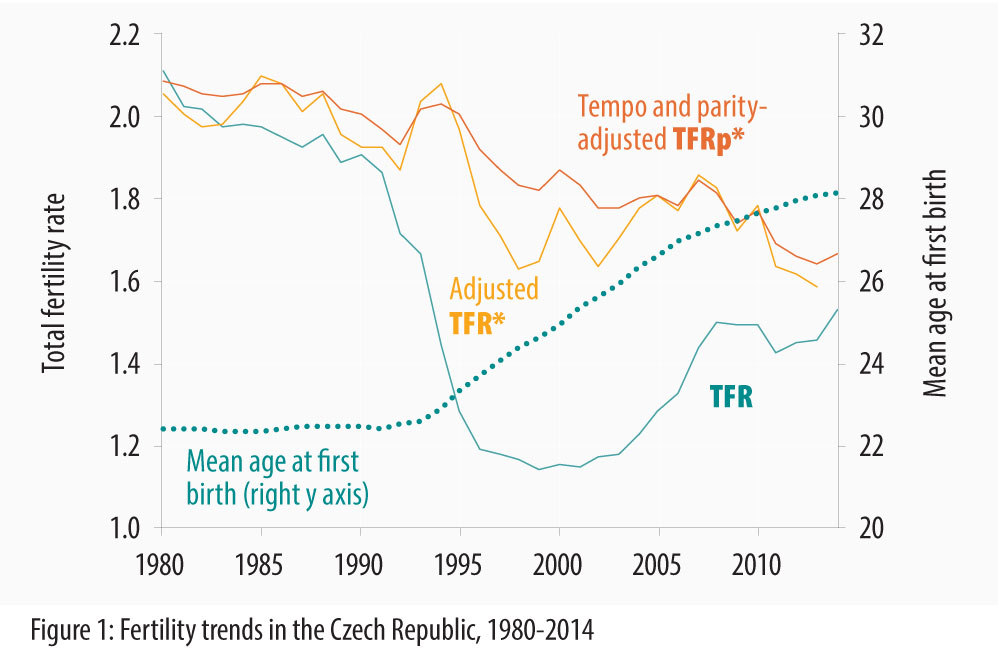 2.2
2.0
1.8
1.6
1.4
1.2
1.0
Total fertility rate
32
30
28
26
24
22
20
Mean age at first birth
Tempo and parity-
adjusted TFRp*
Adjusted
TFR*
TFR
Mean age at first
birth (right y axis)
1980 1985 1990 1995 2000 2005 2010
Figure 1: Fertility trends in the Czech Republic, 1980-2014